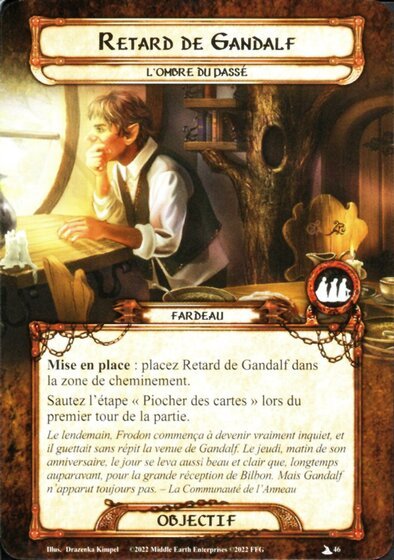 Retard de Gandalf
L'ombre du passé
Fardeau
Mise en place : placez Retard de Gandalf dans
la zone de cheminement.
Sautez l'étape « Piocher des cartes » lors du
premier tour de la partie.
Le lendemain, Frodon commença à devenir vraiment inquiet, et
il guettait sans répit la venue de Gandalf. Le jeudi, matin de son
anniversaire, le jour se leva aussi beau et clair que, longtemps
auparavant, pour la grande réception de Bilbon. Mais Gandalf
n'apparut toujours pas. – La Communauté de l'Anneau
Objectif
Illus. Drazenka Kimpel ©2022 Middle Earth Enterprises ©2022 FFG 46